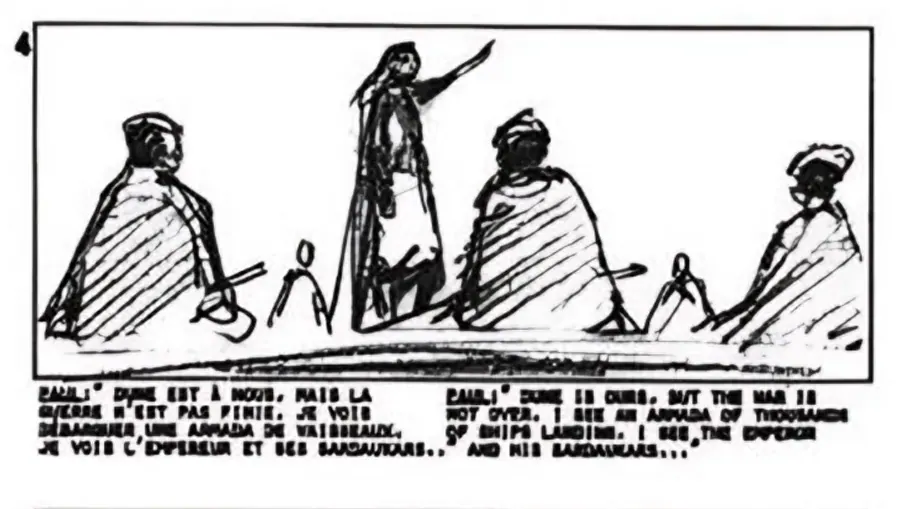 4
PAUL: " DUNE EST À NOUS, MAIS LA
GUERRE N'EST PAS FINIE. JE VOIS
DÉBARQUER UNE ARMADA DE VAISSEAUX.
JE VOIS L'EMPEREUR ET SES SARDAUKARS.."
PAUL: " DUNE IS OURS. BUT THE WAR IS
NOT OVER. I SEE AN ARMADA OF THOUSANDS
OF SHIPS LANDING. I SEE THE EMPEROR
AND HIS SARDAUKARS..."